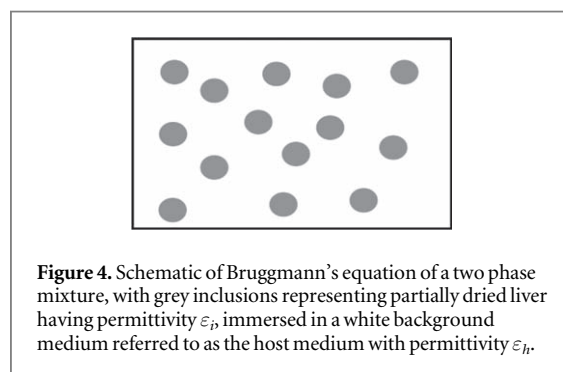 Figure 4. Schematic of Bruggmann's equation of a two phase
mixture, with grey inclusions representing partially dried liver
having permittivity εᵢ, immersed in a white background
medium referred to as the host medium with permittivity εₕ.